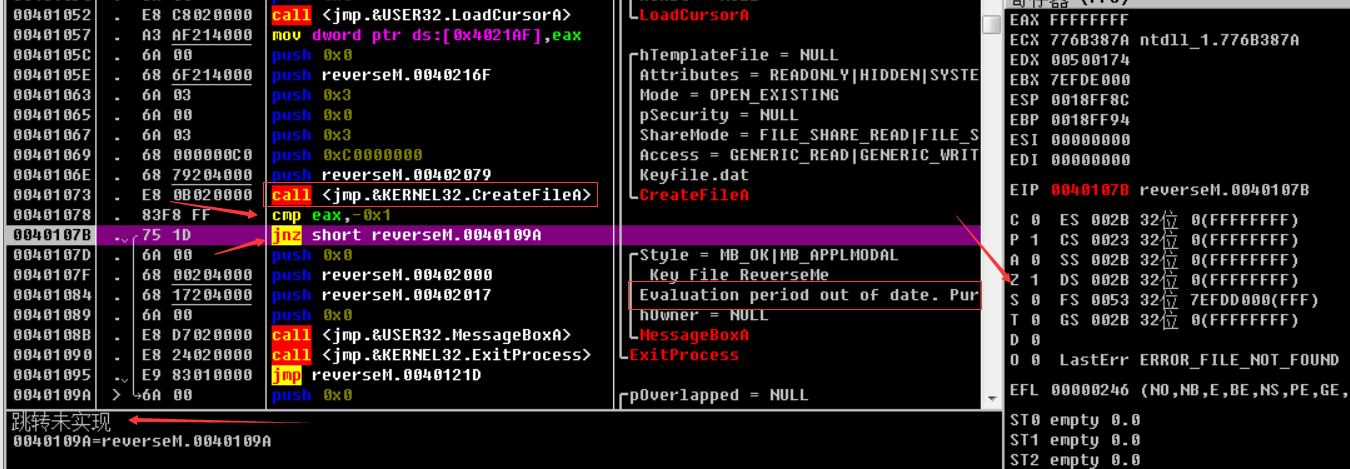 00401052 . E8 C8020000 call <jmp.&USER32.LoadCursorA> LoadCursorA
00401057 . A3 AF214000 mov dword ptr ds:[0x4021AF],eax
0040105C . 6A 00 push 0x0 hTemplateFile = NULL
0040105E . 68 6F214000 push reverseM.0040216F Attributes = READONLY|HIDDEN|SYSTE
00401063 . 6A 03 push 0x3 Mode = OPEN_EXISTING
00401065 . 6A 00 push 0x0 pSecurity = NULL
00401067 . 6A 03 push 0x3 ShareMode = FILE_SHARE_READ|FILE_S
00401069 . 68 000000C0 push 0xC0000000 Access = GENERIC_READ|GENERIC_WRIT
0040106E . 68 79204000 push reverseM.00402079 Keyfile.dat
00401073 . E8 0B020000 call <jmp.&KERNEL32.CreateFileA> CreateFileA
00401078 . 83F8 FF cmp eax,-0x1
0040107B . 75 1D jnz short reverseM.0040109A
0040107D . 6A 00 push 0x0 Style = MB_OK|MB_APPLMODAL
0040107F . 68 00204000 push reverseM.00402000 Key File ReverseMe
00401084 . 68 17204000 push reverseM.00402017 Evaluation period out of date. Pur
00401089 . 6A 00 push 0x0 hOwner = NULL
0040108B . E8 D7020000 call <jmp.&USER32.MessageBoxA> MessageBoxA
00401090 . E8 24020000 call <jmp.&KERNEL32.ExitProcess> ExitProcess
00401095 . E9 83010000 jmp reverseM.0040121D
0040109A > 6A 00 push 0x0 pOverlapped = NULL
跳转未实现
0040109A=reverseM.0040109A
EAX FFFFFFFF
ECX 776B387A ntdll_1.776B387A
EDX 00500174
EBX 7EFDE000
ESP 0018FF8C
EBP 0018FF94
ESI 00000000
EDI 00000000
EIP 0040107B reverseM.0040107B
C 0 ES 002B 32位 0(FFFFFFFF)
P 1 CS 0023 32位 0(FFFFFFFF)
A 0 SS 002B 32位 0(FFFFFFFF)
Z 1 DS 002B 32位 0(FFFFFFFF)
S 0 FS 0053 32位 7EFDD000(FFF)
T 0 GS 002B 32位 0(FFFFFFFF)
D 0
O 0 LastErr ERROR_FILE_NOT_FOUND
EFL 00000246 (NO,NB,E,BE,NS,PE,GE,
ST0 empty 0.0
ST1 empty 0.0
ST2 empty 0.0